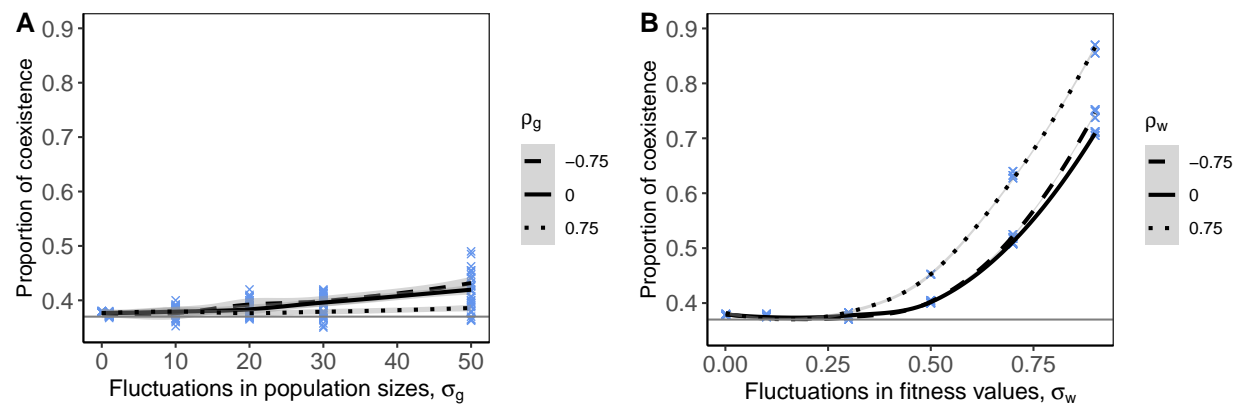 A
Proportion of coexistence
0.9
0.8
0.7
0.6
0.5
0.4
0 10 20 30 40 50
Fluctuations in population sizes, σg
ρg
−0.75
0
0.75
B
Proportion of coexistence
0.9
0.8
0.7
0.6
0.5
0.4
0.00 0.25 0.50 0.75
Fluctuations in fitness values, σw
ρw
−0.75
0
0.75